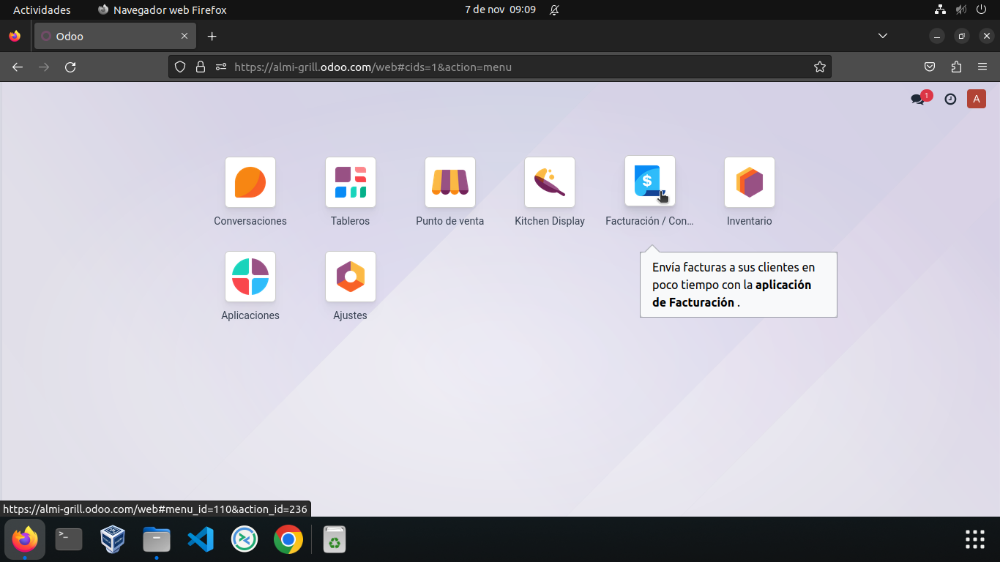 Actividades
Navegador web Firefox
7 de nov 09:09
Odoo
https://almi-grill.odoo.com/web#cids=1&action=menu
1
A
$
Conversaciones
Tableros
Punto de venta
Kitchen Display
Facturación / Con...
Inventario
Envía facturas a sus clientes en
poco tiempo con la aplicación
de Facturación .
Aplicaciones
Ajustes
https://almi-grill.odoo.com/web#menu_id=110&action_id=236